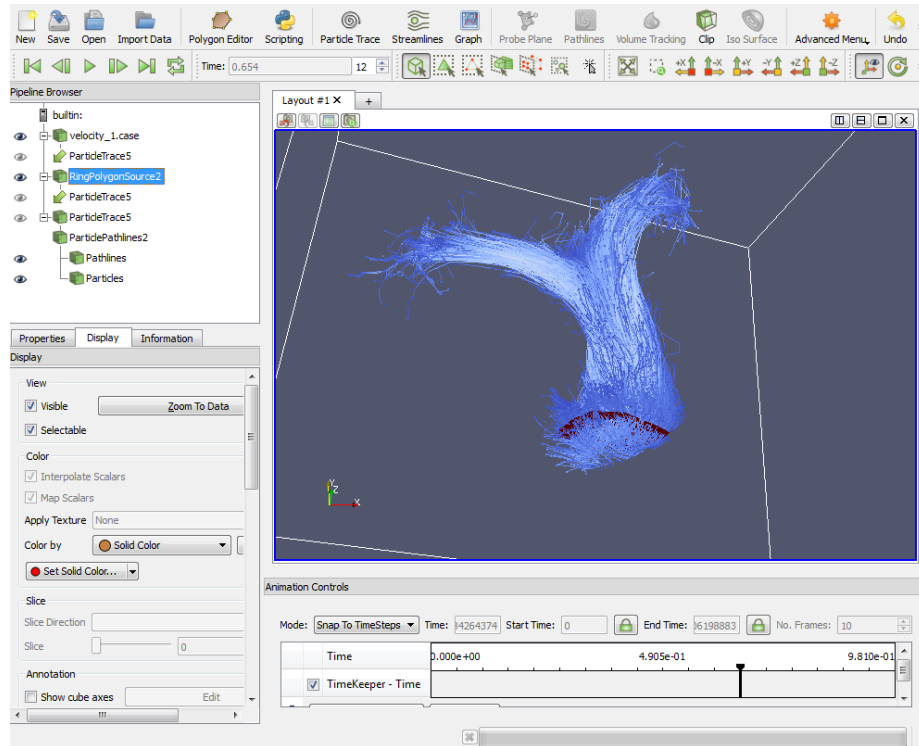 New Save Open Import Data Polygon Editor Scripting Particle Trace Streamlines Graph Probe Plane Pathlines Volume Tracking Clip Iso Surface Advanced Menu Undo
Time: 0.654 12
+X -X +Y -Y +Z -Z
Pipeline Browser
builtin:
velocity_1.case
ParticleTrace5
RingPolygonSource2
ParticleTrace5
ParticleTrace5
ParticlePathlines2
Pathlines
Particles
Layout #1 X +
Properties Display Information
Display
View
Visible Zoom To Data
Selectable
Color
Interpolate Scalars
Map Scalars
Apply Texture None
Color by Solid Color
Set Solid Color...
Slice
Slice Direction
Slice 0
Annotation
Show cube axes Edit
Y
Z
X
Animation Controls
Mode: Snap To TimeSteps Time: 34264374 Start Time: 0 End Time: 06198883 No. Frames: 10
Time 0.000e+00 4.905e-01 9.810e-01
TimeKeeper - Time